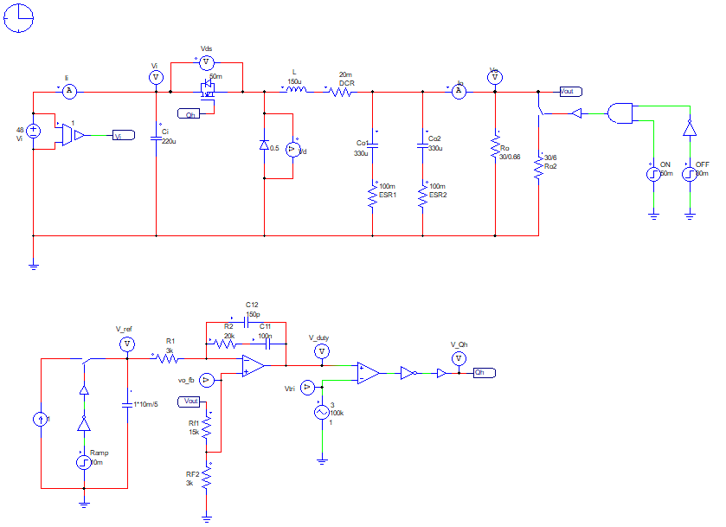 Vds
V
Vi
V
50m
Ii
A
L
150u
20m
DCR
Io
A
Vo
V
Vout
Qh
48
Vi
1
Vi
Ci
220u
0.5
V
Vd
Co1
330u
Co2
330u
Ro
30/0.66
30/6
Ro2
ON
50m
OFF
80m
100m
ESR1
100m
ESR2
C12
150p
V_ref
V
R1
3k
R2
20k
C11
100n
V_duty
V
V_Qh
V
Qh
vo_fb
V
Vtri
V
Vout
3
100k
1
1*10m/5
Rf1
15k
Ramp
10m
RF2
3k